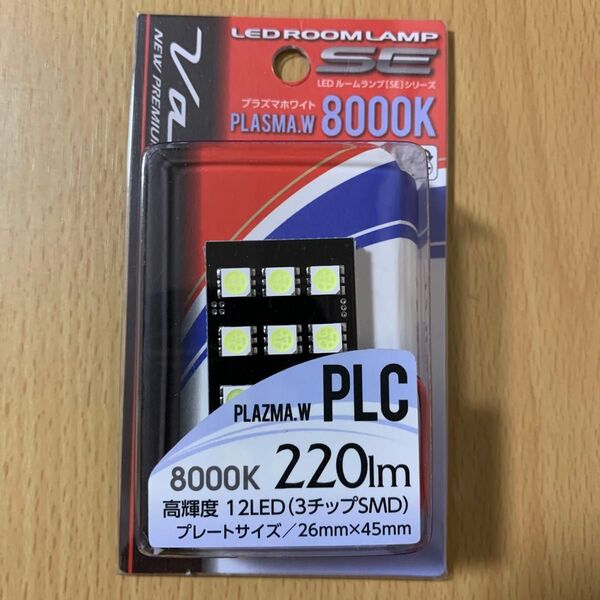 LED ROOM LAMP
SE
LED ルームランプ[SE]シリーズ
プラズマホワイト
PLASMA.W 8000K
Va
NEW PREMIUM
PLAZMA.W PLC
8000K 220lm
高輝度 12LED(3チップSMD)
プレートサイズ/26mm×45mm